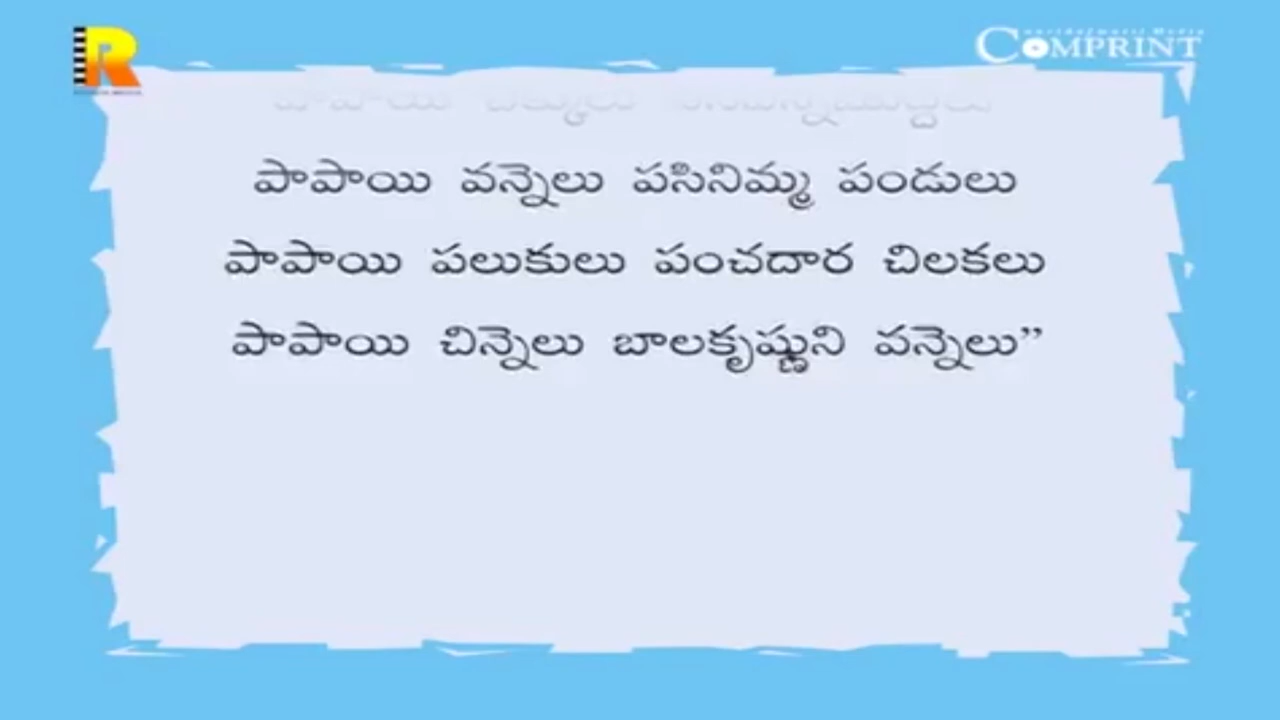 R
COMPRINT
పాపాయి
పాపాయి వన్నెలు పసినిమ్మ పండులు
పాపాయి పలుకులు పంచదార చిలకలు
పాపాయి చిన్నెలు బాలకృష్ణుని వన్నెలు”